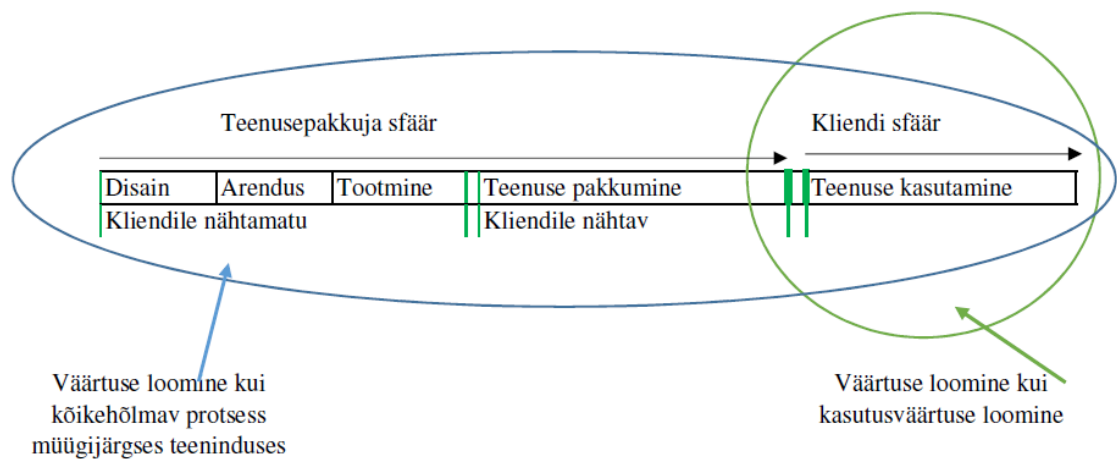 Teenusepakkuja sfäär
Kliendi sfäär
Disain
Arendus
Tootmine
Teenuse pakkumine
Teenuse kasutamine
Kliendile nähtamatu
Kliendile nähtav
Väärtuse loomine kui
kõikehõlmav protsess
müügijärgses teeninduses
Väärtuse loomine kui
kasutusväärtuse loomine